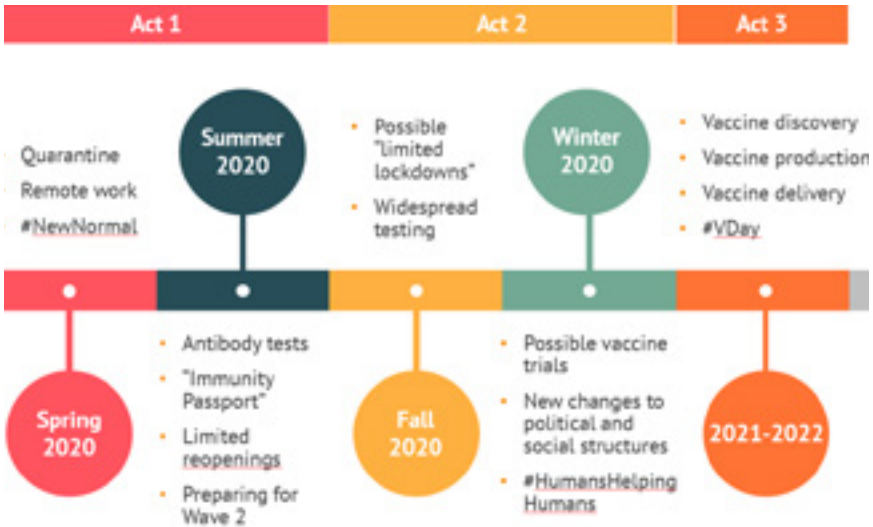 Act 1
Act 2
Act 3
Quarantine
Remote work
#NewNormal
Summer
2020
Possible
"limited
lockdowns"
Widespread
testing
Winter
2020
Vaccine discovery
Vaccine production
Vaccine delivery
#VDay
Spring
2020
Antibody tests
"Immunity
Passport"
Limited
reopenings
Preparing for
Wave 2
Fall
2020
Possible vaccine
trials
New changes to
political and
social structures
#HumansHelping
Humans
2021-2022